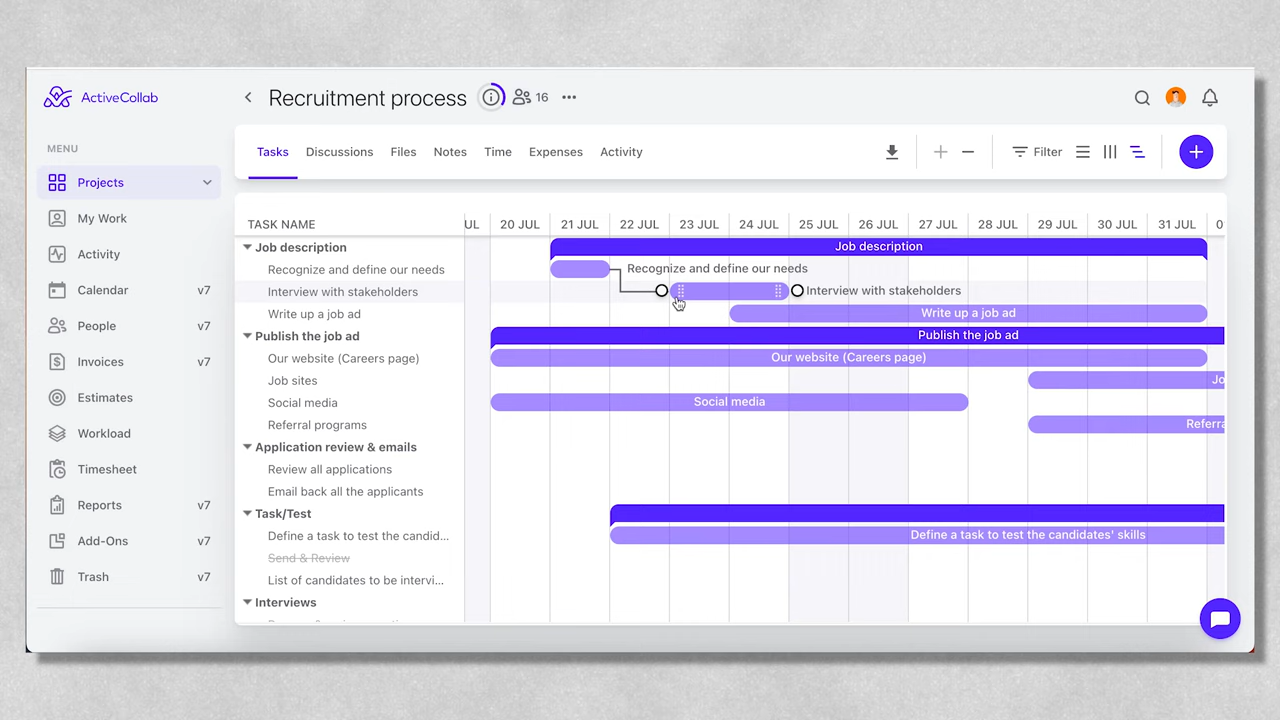 ActiveCollab
Recruitment process
16
MENU
Projects
My Work
Activity
Calendar v7
People v7
Invoices v7
Estimates
Workload
Timesheet
Reports v7
Add-Ons v7
Trash v7
Tasks Discussions Files Notes Time Expenses Activity
Filter
TASK NAME
UL 20 JUL 21 JUL 22 JUL 23 JUL 24 JUL 25 JUL 26 JUL 27 JUL 28 JUL 29 JUL 30 JUL 31 JUL 0
Job description Job description
Recognize and define our needs Recognize and define our needs
Interview with stakeholders Interview with stakeholders
Write up a job ad Write up a job ad
Publish the job ad Publish the job ad
Our website (Careers page) Our website (Careers page)
Job sites Jo
Social media Social media
Referral programs Referra
Application review & emails
Review all applications
Email back all the applicants
Task/Test
Define a task to test the candid... Define a task to test the candidates' skills
Send & Review
List of candidates to be intervi...
Interviews